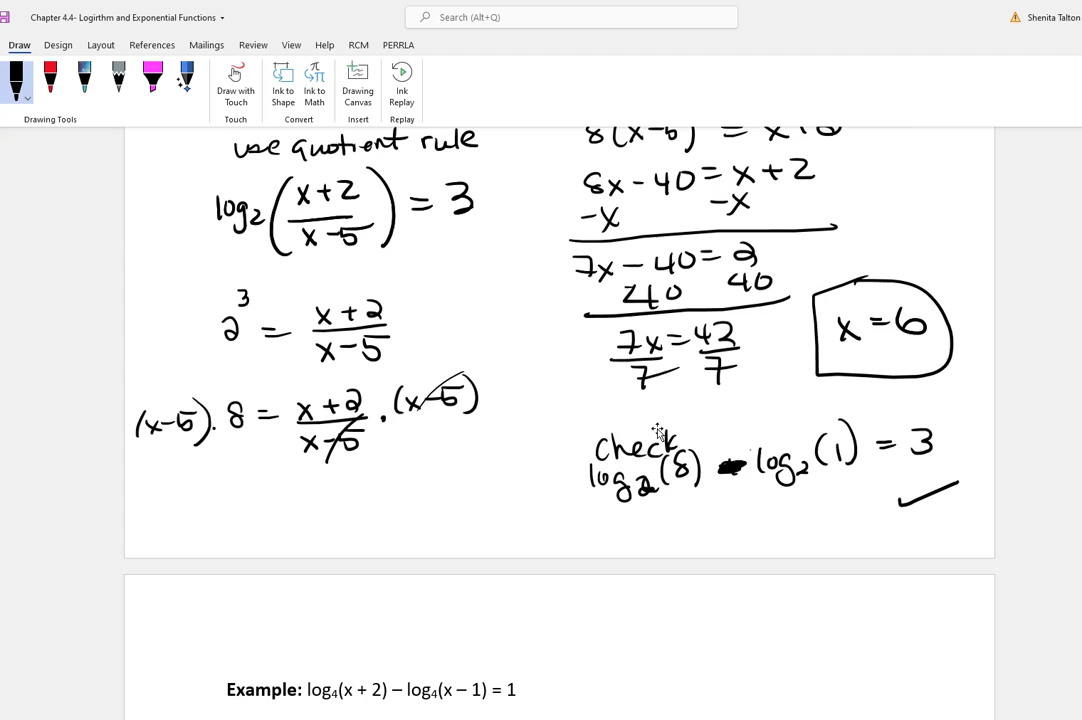 Chapter 4.4- Logirthm and Exponential Functions
Search (Alt+Q)
Shenita Talton
Draw Design Layout References Mailings Review View Help RCM PERRLA
Draw with Touch
Ink to Shape
Ink to Math
Drawing Canvas
Ink Replay
Drawing Tools
Touch
Convert
Insert
Replay
use quotient rule
log₂((x+2)/(x-5)) = 3
2³ = (x+2)/(x-5)
(x-5)·8 = (x+2)/(x-5)·(x-5)
8x-40=x+2
-x -x
7x-40=2
40 40
7x=42
7 7
x=6
check
log₂(8) - log₂(1) = 3
Example: log₄(x + 2) – log₄(x – 1) = 1